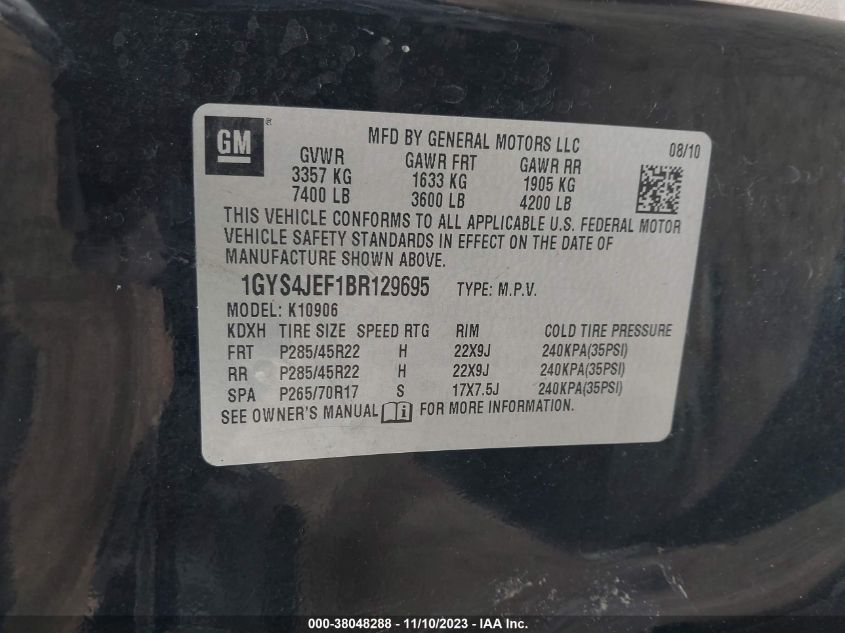 GM
MFD BY GENERAL MOTORS LLC
08/10
GVWR GAWR FRT GAWR RR
3357 KG 1633 KG 1905 KG
7400 LB 3600 LB 4200 LB
THIS VEHICLE CONFORMS TO ALL APPLICABLE U.S. FEDERAL MOTOR
VEHICLE SAFETY STANDARDS IN EFFECT ON THE DATE OF
MANUFACTURE SHOWN ABOVE.
1GYS4JEF1BR129695 TYPE: M.P.V.
MODEL: K10906
KDXH TIRE SIZE SPEED RTG RIM COLD TIRE PRESSURE
FRT P285/45R22 H 22X9J 240KPA(35PSI)
RR P285/45R22 H 22X9J 240KPA(35PSI)
SPA P265/70R17 S 17X7.5J 240KPA(35PSI)
SEE OWNER'S MANUAL i FOR MORE INFORMATION.
000-38048288 - 11/10/2023 - IAA Inc.